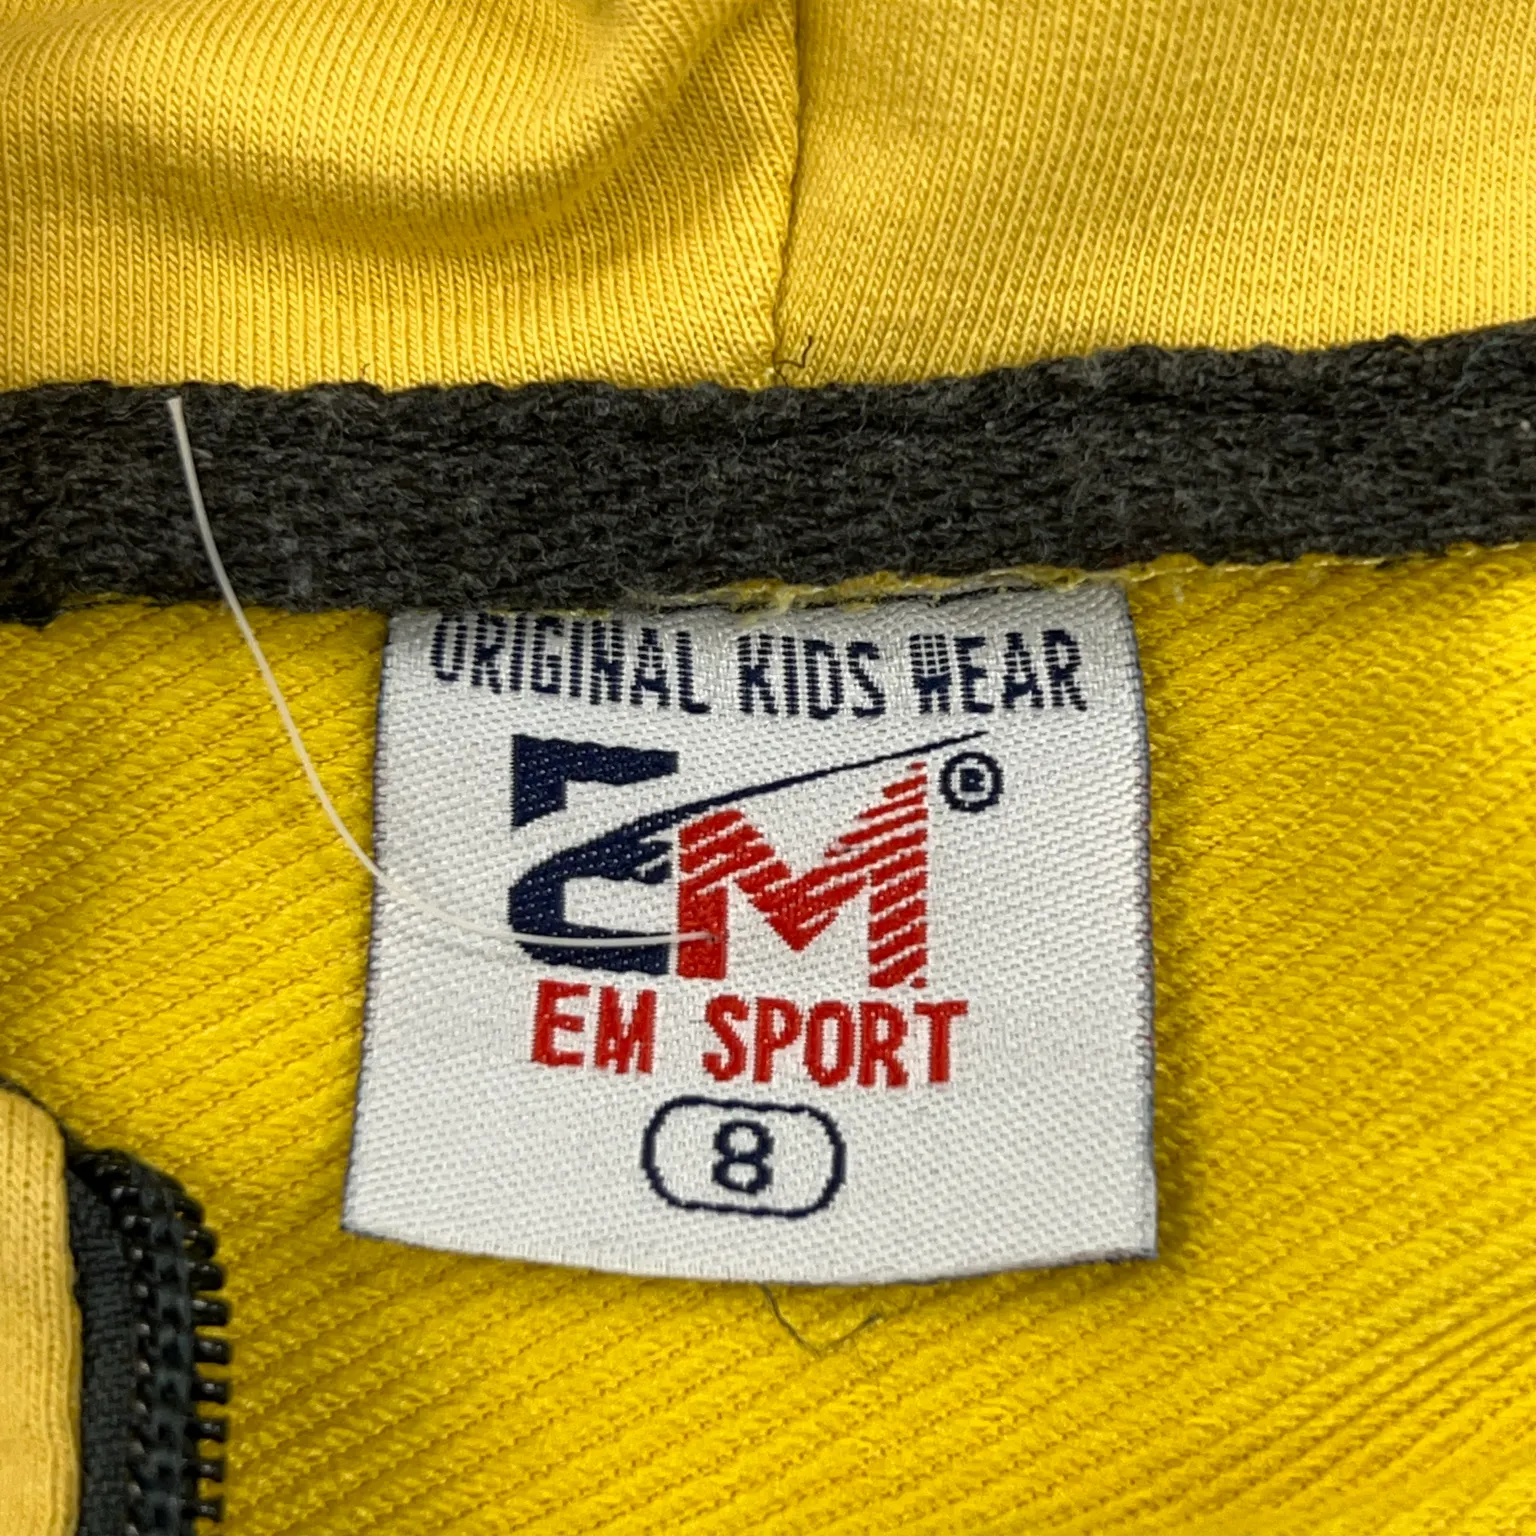 ORIGINAL KIDS WEAR
EM®
EM SPORT
8